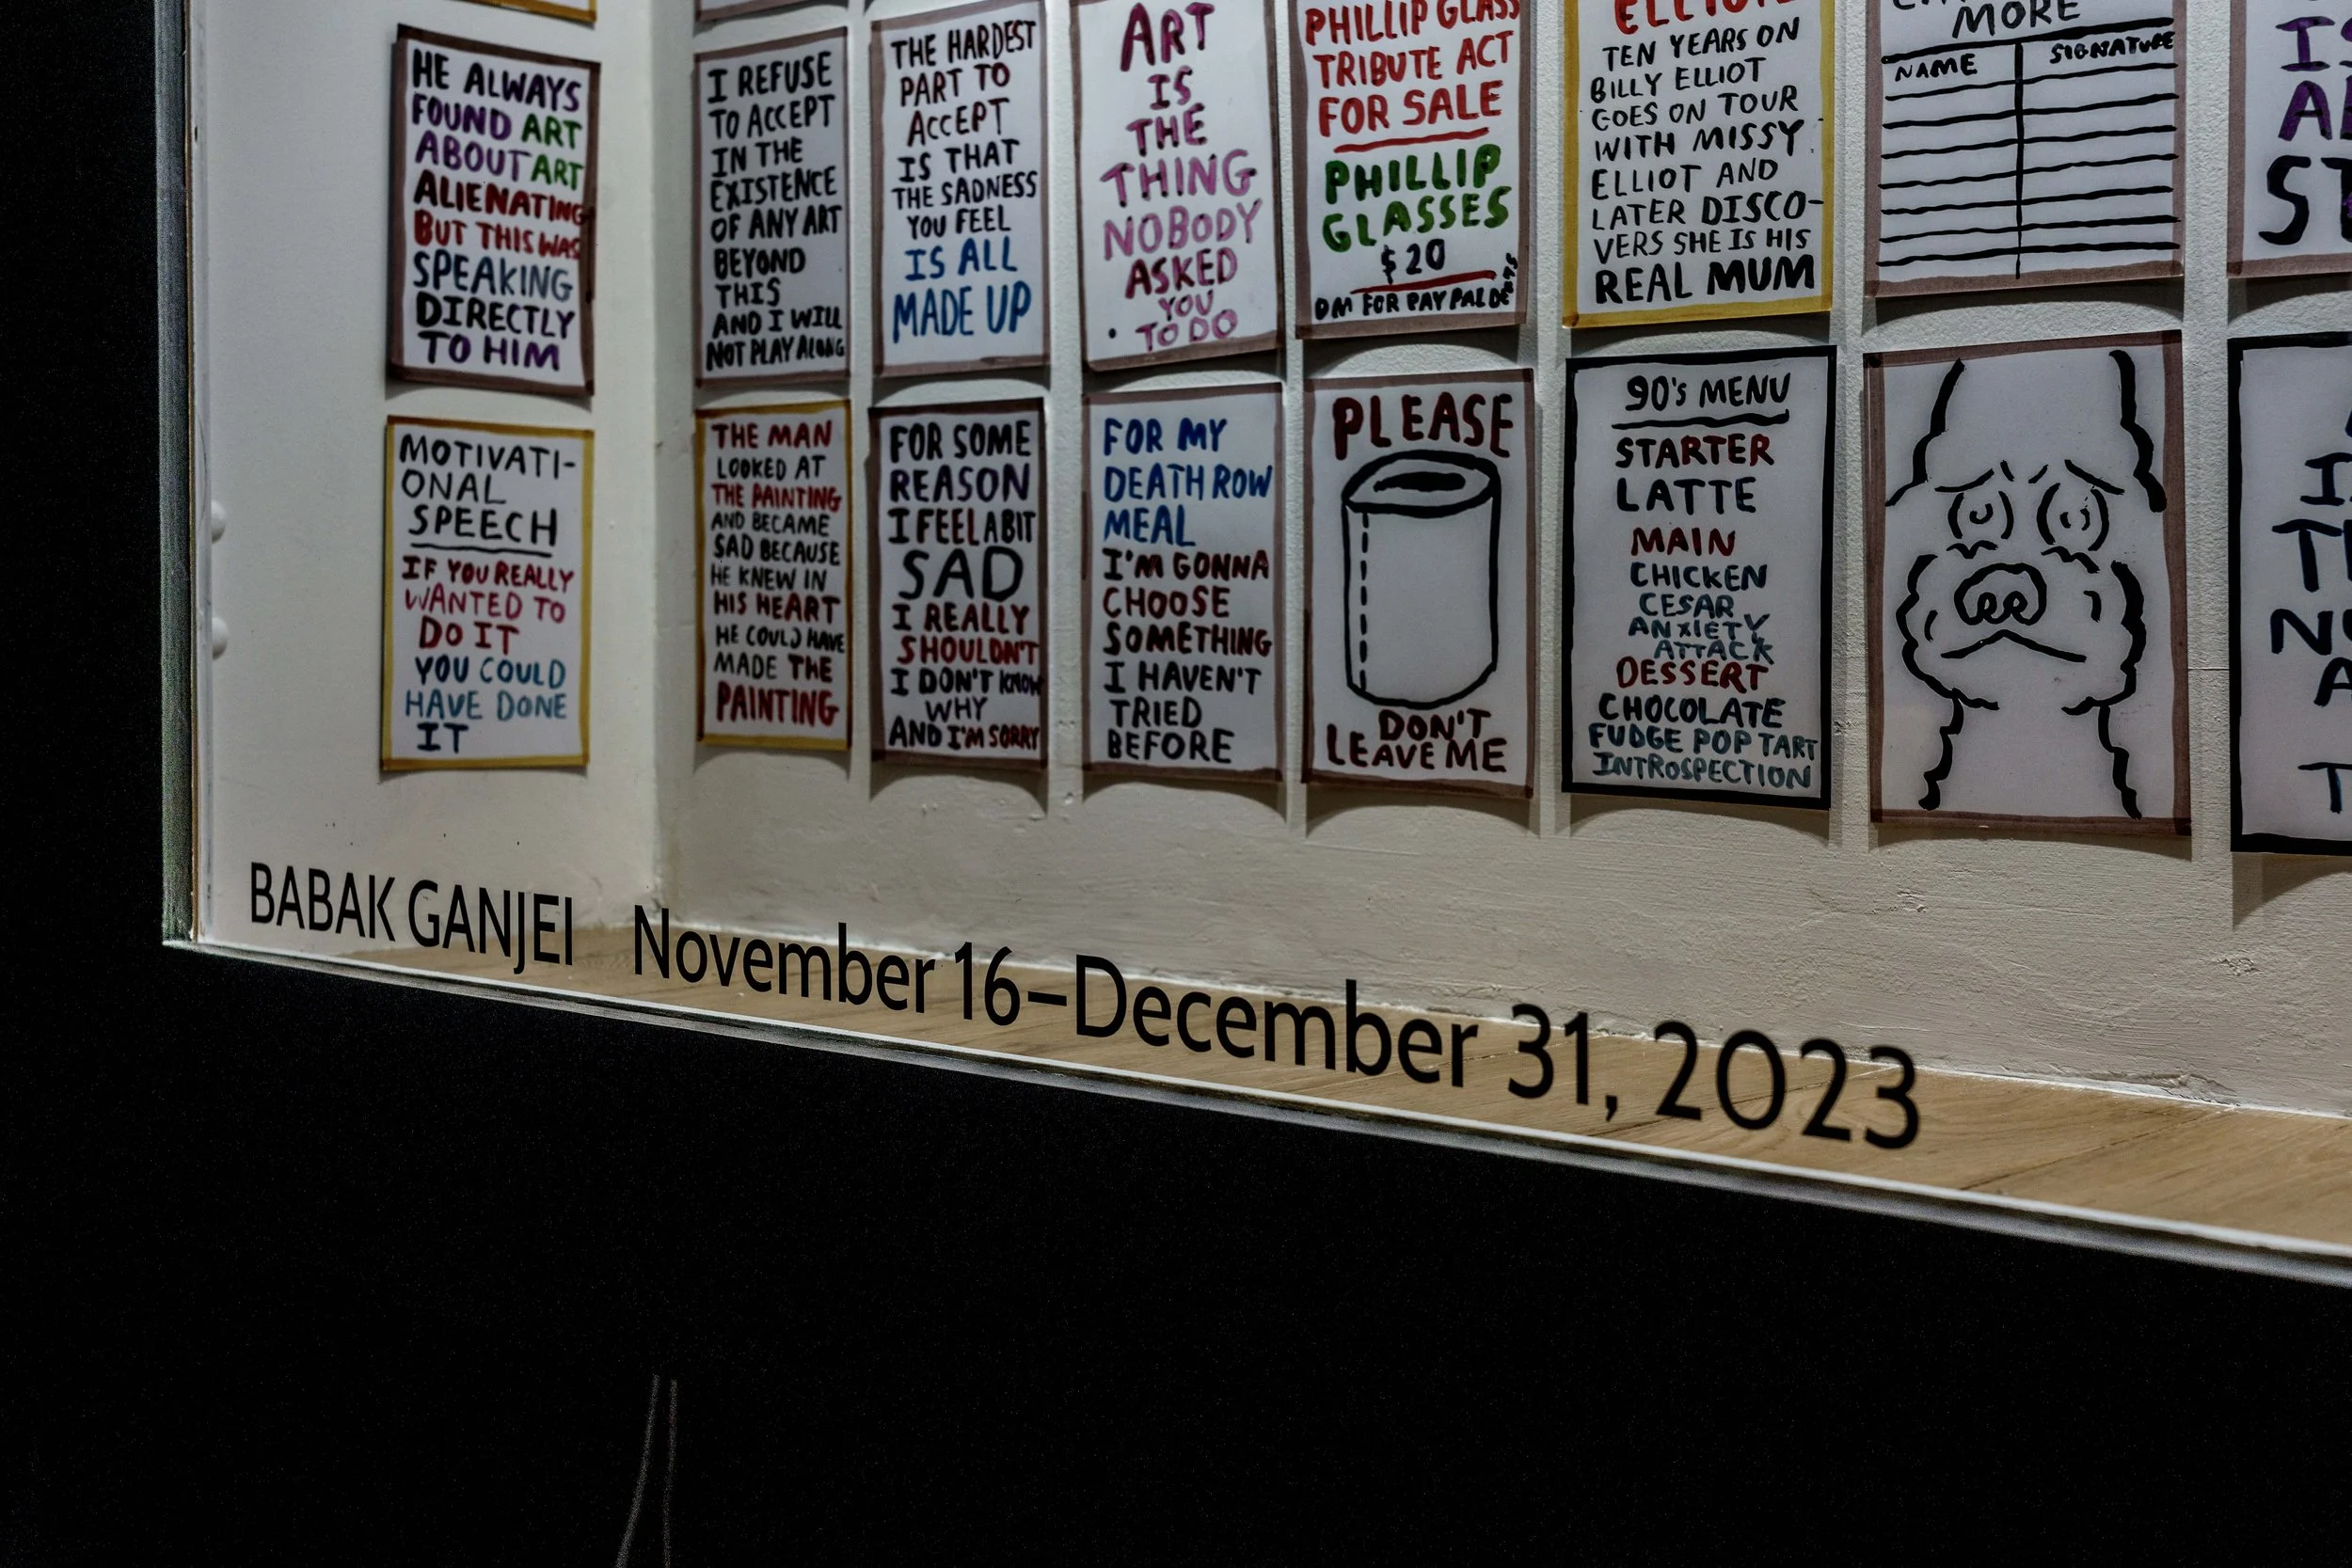 HE ALWAYS
FOUND ART
ABOUT ART
ALIENATING
BUT THIS WAS
SPEAKING
DIRECTLY
TO HIM
I REFUSE
TO ACCEPT
IN THE
EXISTENCE
OF ANY ART
BEYOND
THIS
AND I WILL
NOT PLAY ALONG
THE HARDEST
PART TO
ACCEPT
IS THAT
THE SADNESS
YOU FEEL
IS ALL
MADE UP
ART
IS
THE
THING
NOBODY
ASKED
YOU
TO DO
PHILLIP GLASS
TRIBUTE ACT
FOR SALE
PHILLIP
GLASSES
$20
DM FOR PAYPAL DETS
ELLIOT
TEN YEARS ON
BILLY ELLIOT
GOES ON TOUR
WITH MISSY
ELLIOT AND
LATER DISCO-
VERS SHE IS HIS
REAL MUM
MORE
NAME SIGNATURE
MOTIVATI-
ONAL
SPEECH
IF YOU REALLY
WANTED TO
DO IT
YOU COULD
HAVE DONE
IT
THE MAN
LOOKED AT
THE PAINTING
AND BECAME
SAD BECAUSE
HE KNEW IN
HIS HEART
HE COULD HAVE
MADE THE
PAINTING
FOR SOME
REASON
I FEEL A BIT
SAD
I REALLY
SHOULDN'T
I DON'T KNOW
WHY
AND I'M SORRY
FOR MY
DEATH ROW
MEAL
I'M GONNA
CHOOSE
SOMETHING
I HAVEN'T
TRIED
BEFORE
PLEASE
DON'T
LEAVE ME
90's MENU
STARTER
LATTE
MAIN
CHICKEN
CESAR
ANXIETY
ATTACK
DESSERT
CHOCOLATE
FUDGE POP TART
INTROSPECTION
BABAK GANJEI November 16–December 31, 2023